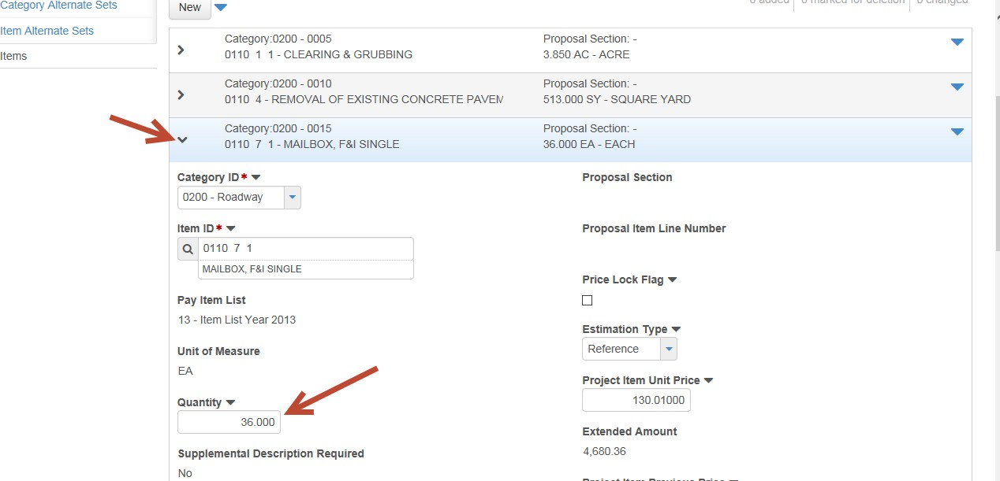 Category Alternate Sets
New
0 added
0 marked for deletion
0 changed
Item Alternate Sets
Items
Category:0200 - 0005
Proposal Section: -
0110  1  1 - CLEARING & GRUBBING
3.850 AC - ACRE
Category:0200 - 0010
Proposal Section: -
0110  4 - REMOVAL OF EXISTING CONCRETE PAVEM
513.000 SY - SQUARE YARD
Category:0200 - 0015
Proposal Section: -
0110  7  1 - MAILBOX, F&I SINGLE
36.000 EA - EACH
Category ID*
0200 - Roadway
Proposal Section
Item ID*
0110  7  1
MAILBOX, F&I SINGLE
Proposal Item Line Number
Price Lock Flag
Pay Item List
13 - Item List Year 2013
Estimation Type
Reference
Unit of Measure
EA
Project Item Unit Price
130.01000
Quantity
36.000
Extended Amount
4,680.36
Supplemental Description Required
No
Project Item Previous Price